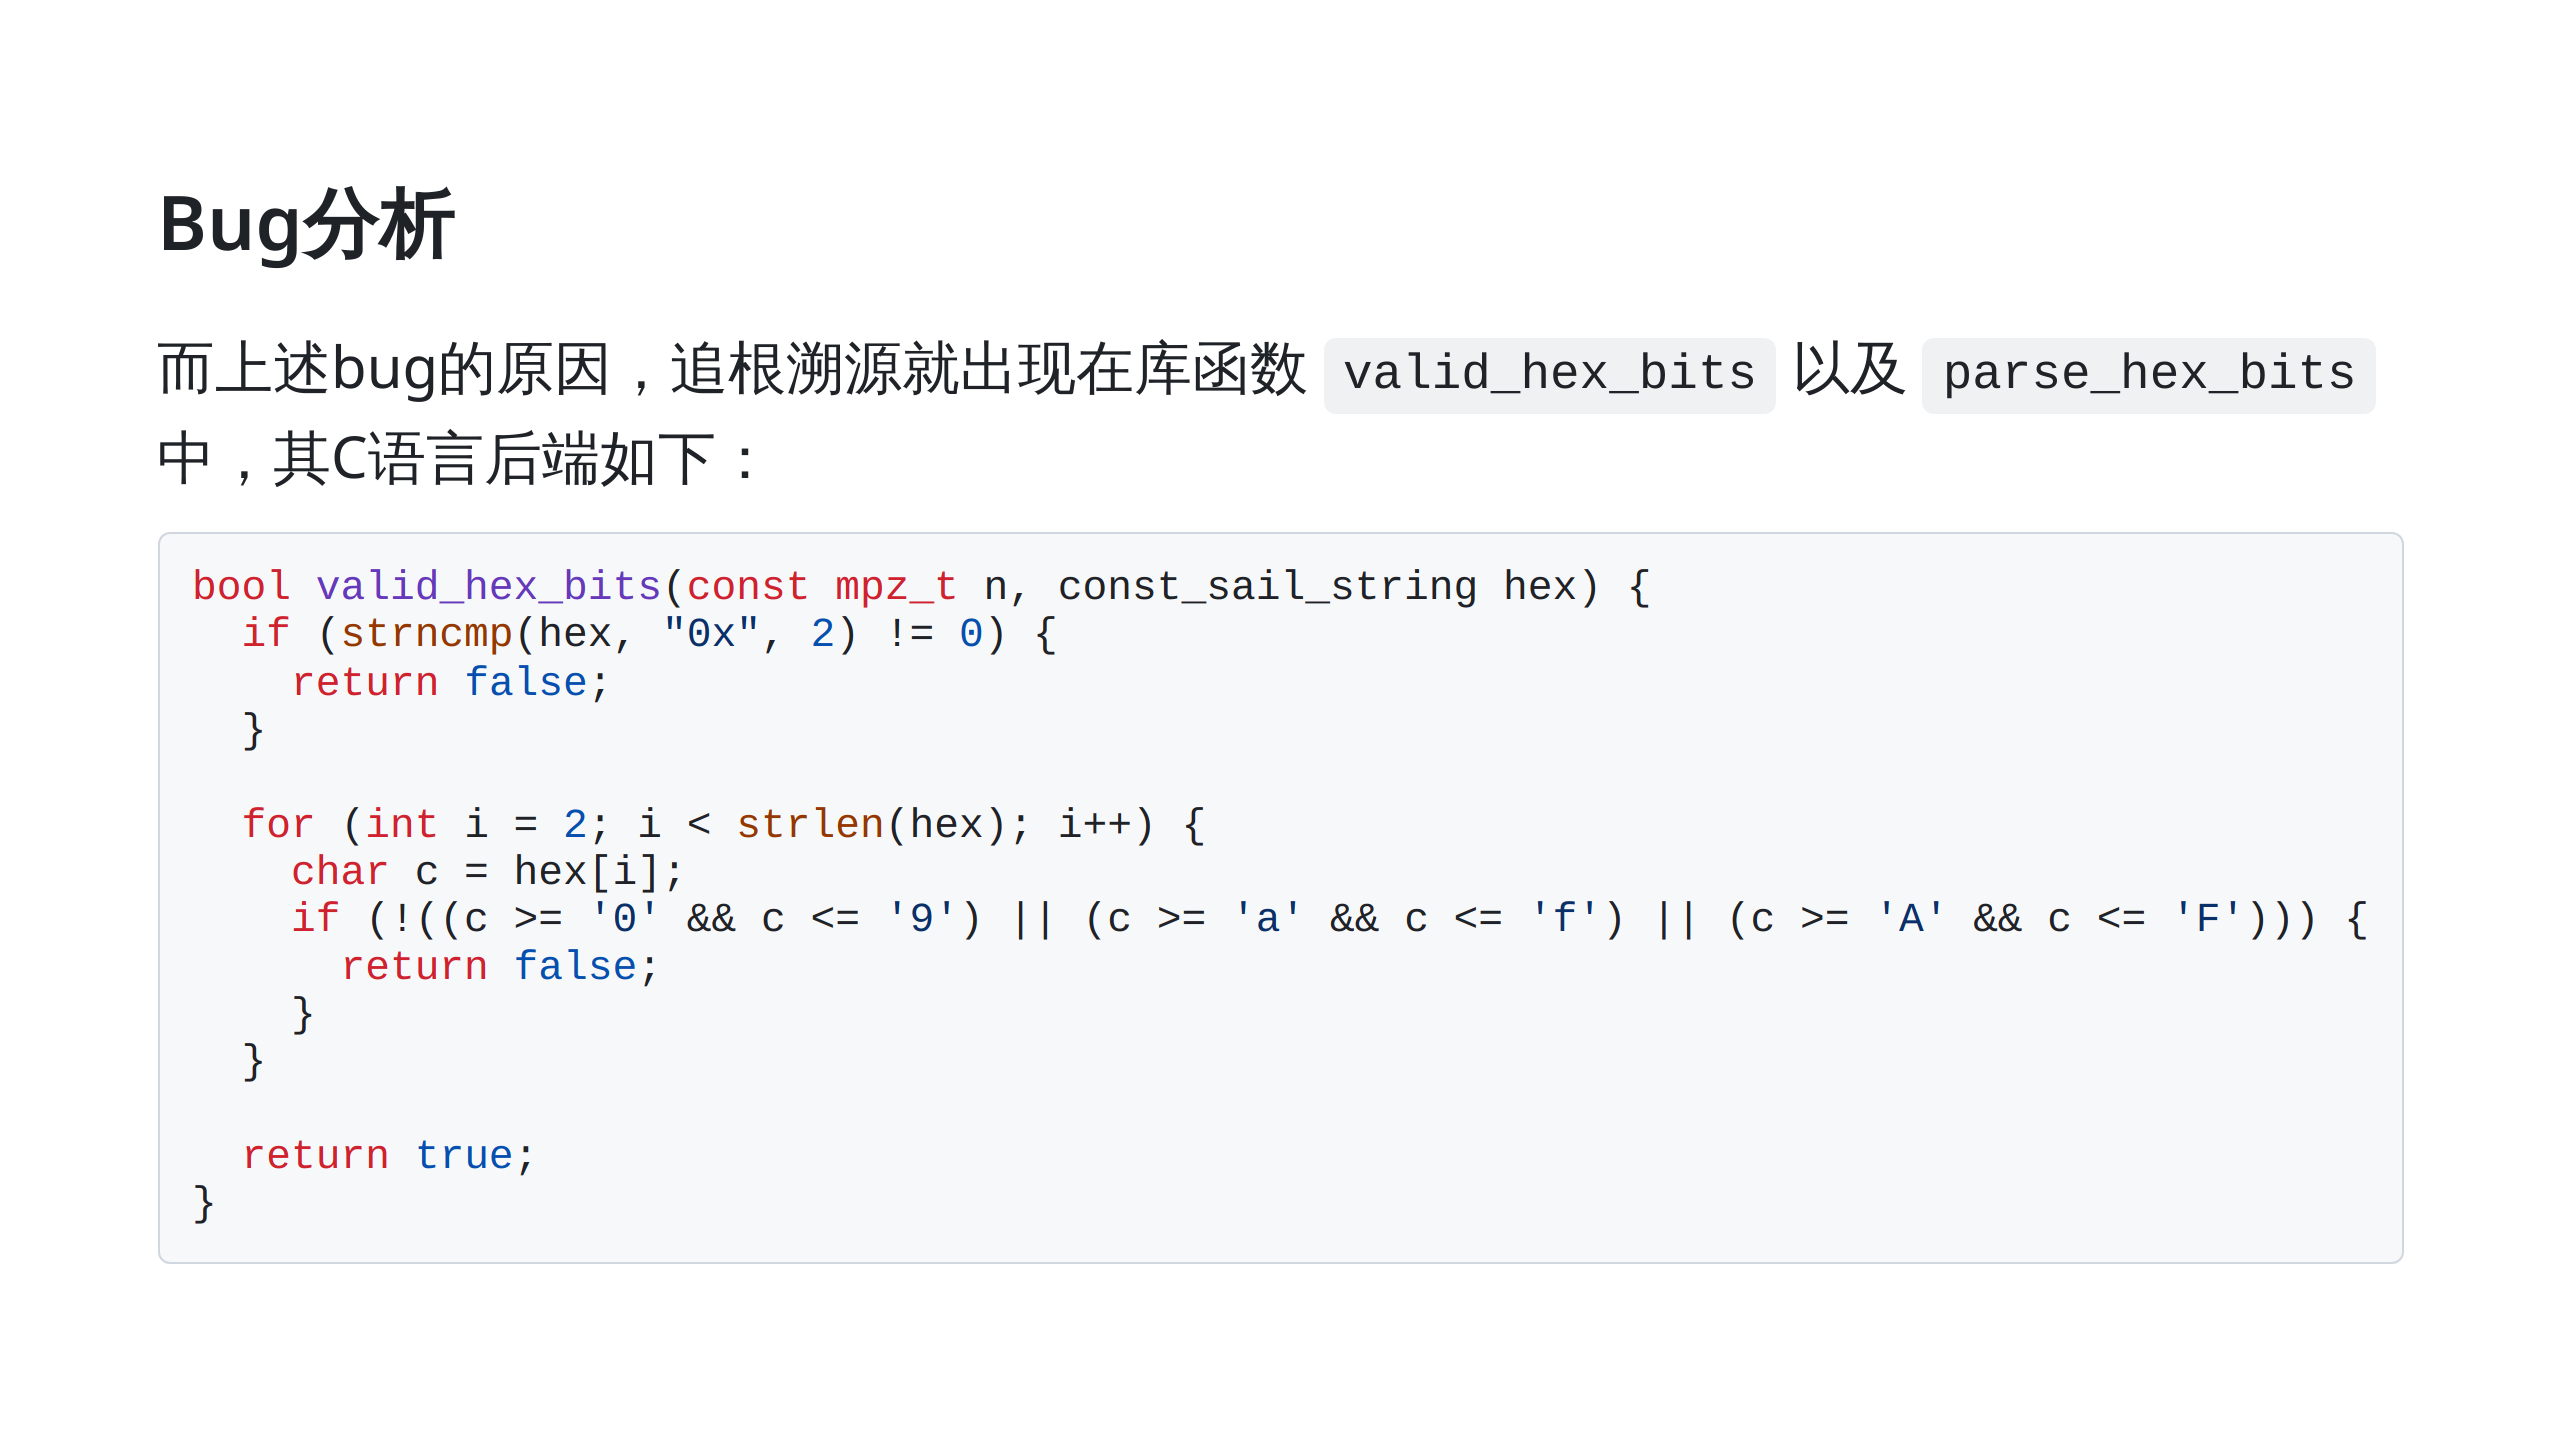 Bug分析
而上述bug的原因，追根溯源就出现在库函数 valid_hex_bits 以及 parse_hex_bits
中，其C语言后端如下：
bool valid_hex_bits(const mpz_t n, const_sail_string hex) {
  if (strncmp(hex, "0x", 2) != 0) {
    return false;
  }

  for (int i = 2; i < strlen(hex); i++) {
    char c = hex[i];
    if (!((c >= '0' && c <= '9') || (c >= 'a' && c <= 'f') || (c >= 'A' && c <= 'F'))) {
      return false;
    }
  }

  return true;
}